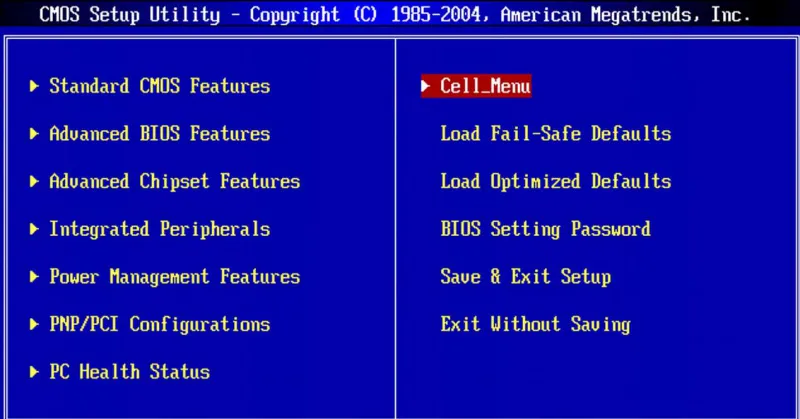 CMOS Setup Utility - Copyright (C) 1985-2004, American Megatrends, Inc.
Standard CMOS Features
Advanced BIOS Features
Advanced Chipset Features
Integrated Peripherals
Power Management Features
PNP/PCI Configurations
PC Health Status
Cell_Menu
Load Fail-Safe Defaults
Load Optimized Defaults
BIOS Setting Password
Save & Exit Setup
Exit Without Saving